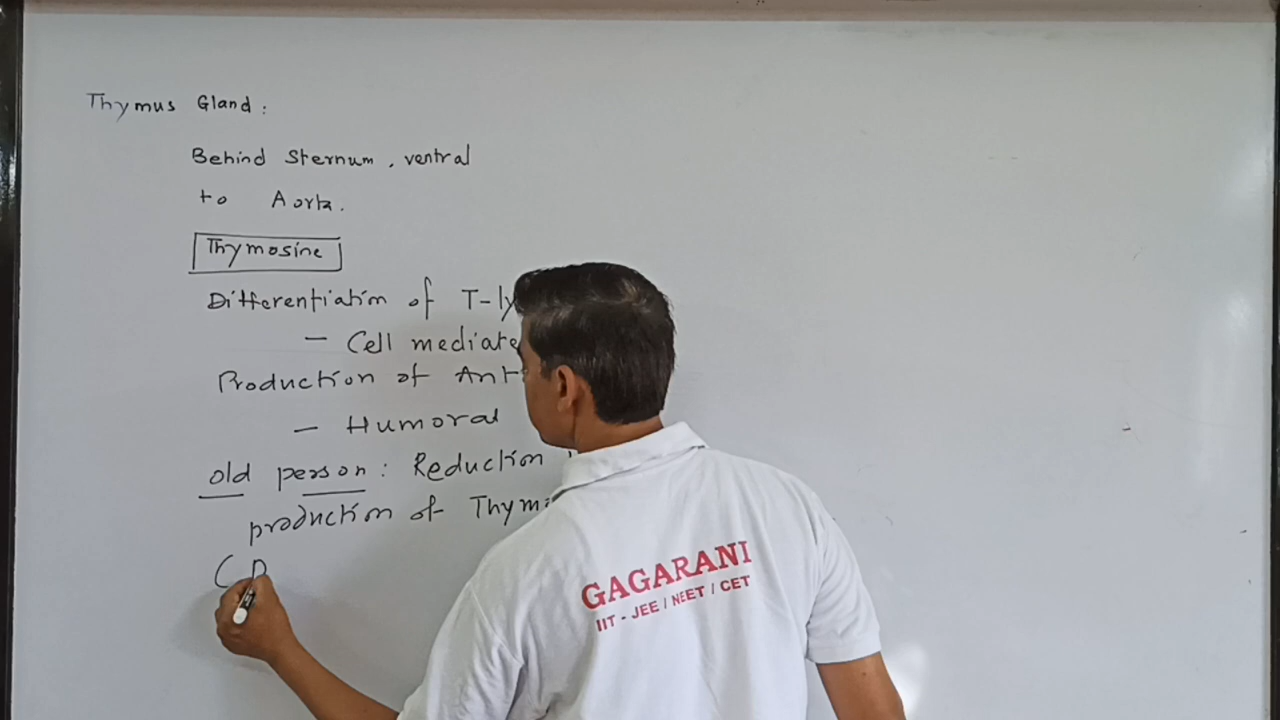 Thymus Gland :
Behind Sternum, ventral
to Aorta.
Thymosine
Differentiation of T-ly
- Cell mediate
Production of Ant
- Humoral
old person : Reduction
production of Thym
(
GAGARANI
IIT - JEE / NEET / CET